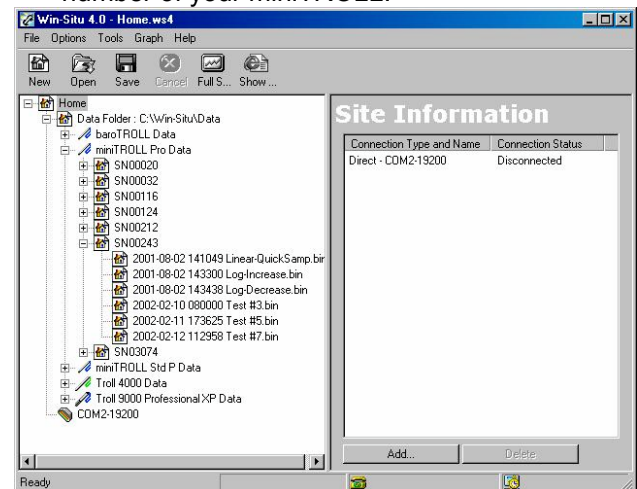 number of your miniTROLL.
Win-Situ 4.0 - Home.ws4
File Options Tools Graph Help
New Open Save Cancel Full S... Show ...
Home
Data Folder : C:\Win-Situ\Data
baroTROLL Data
miniTROLL Pro Data
SN00020
SN00032
SN00116
SN00124
SN00212
SN00243
2001-08-02 141049 Linear-QuickSamp.bin
2001-08-02 143300 Log-Increase.bin
2001-08-02 143438 Log-Decrease.bin
2002-02-10 080000 Test #3.bin
2002-02-11 173625 Test #5.bin
2002-02-12 112958 Test #7.bin
SN03074
miniTROLL Std P Data
Troll 4000 Data
Troll 9000 Professional XP Data
COM2-19200
Site Information
Connection Type and Name Connection Status
Direct - COM2-19200 Disconnected
Add... Delete
Ready